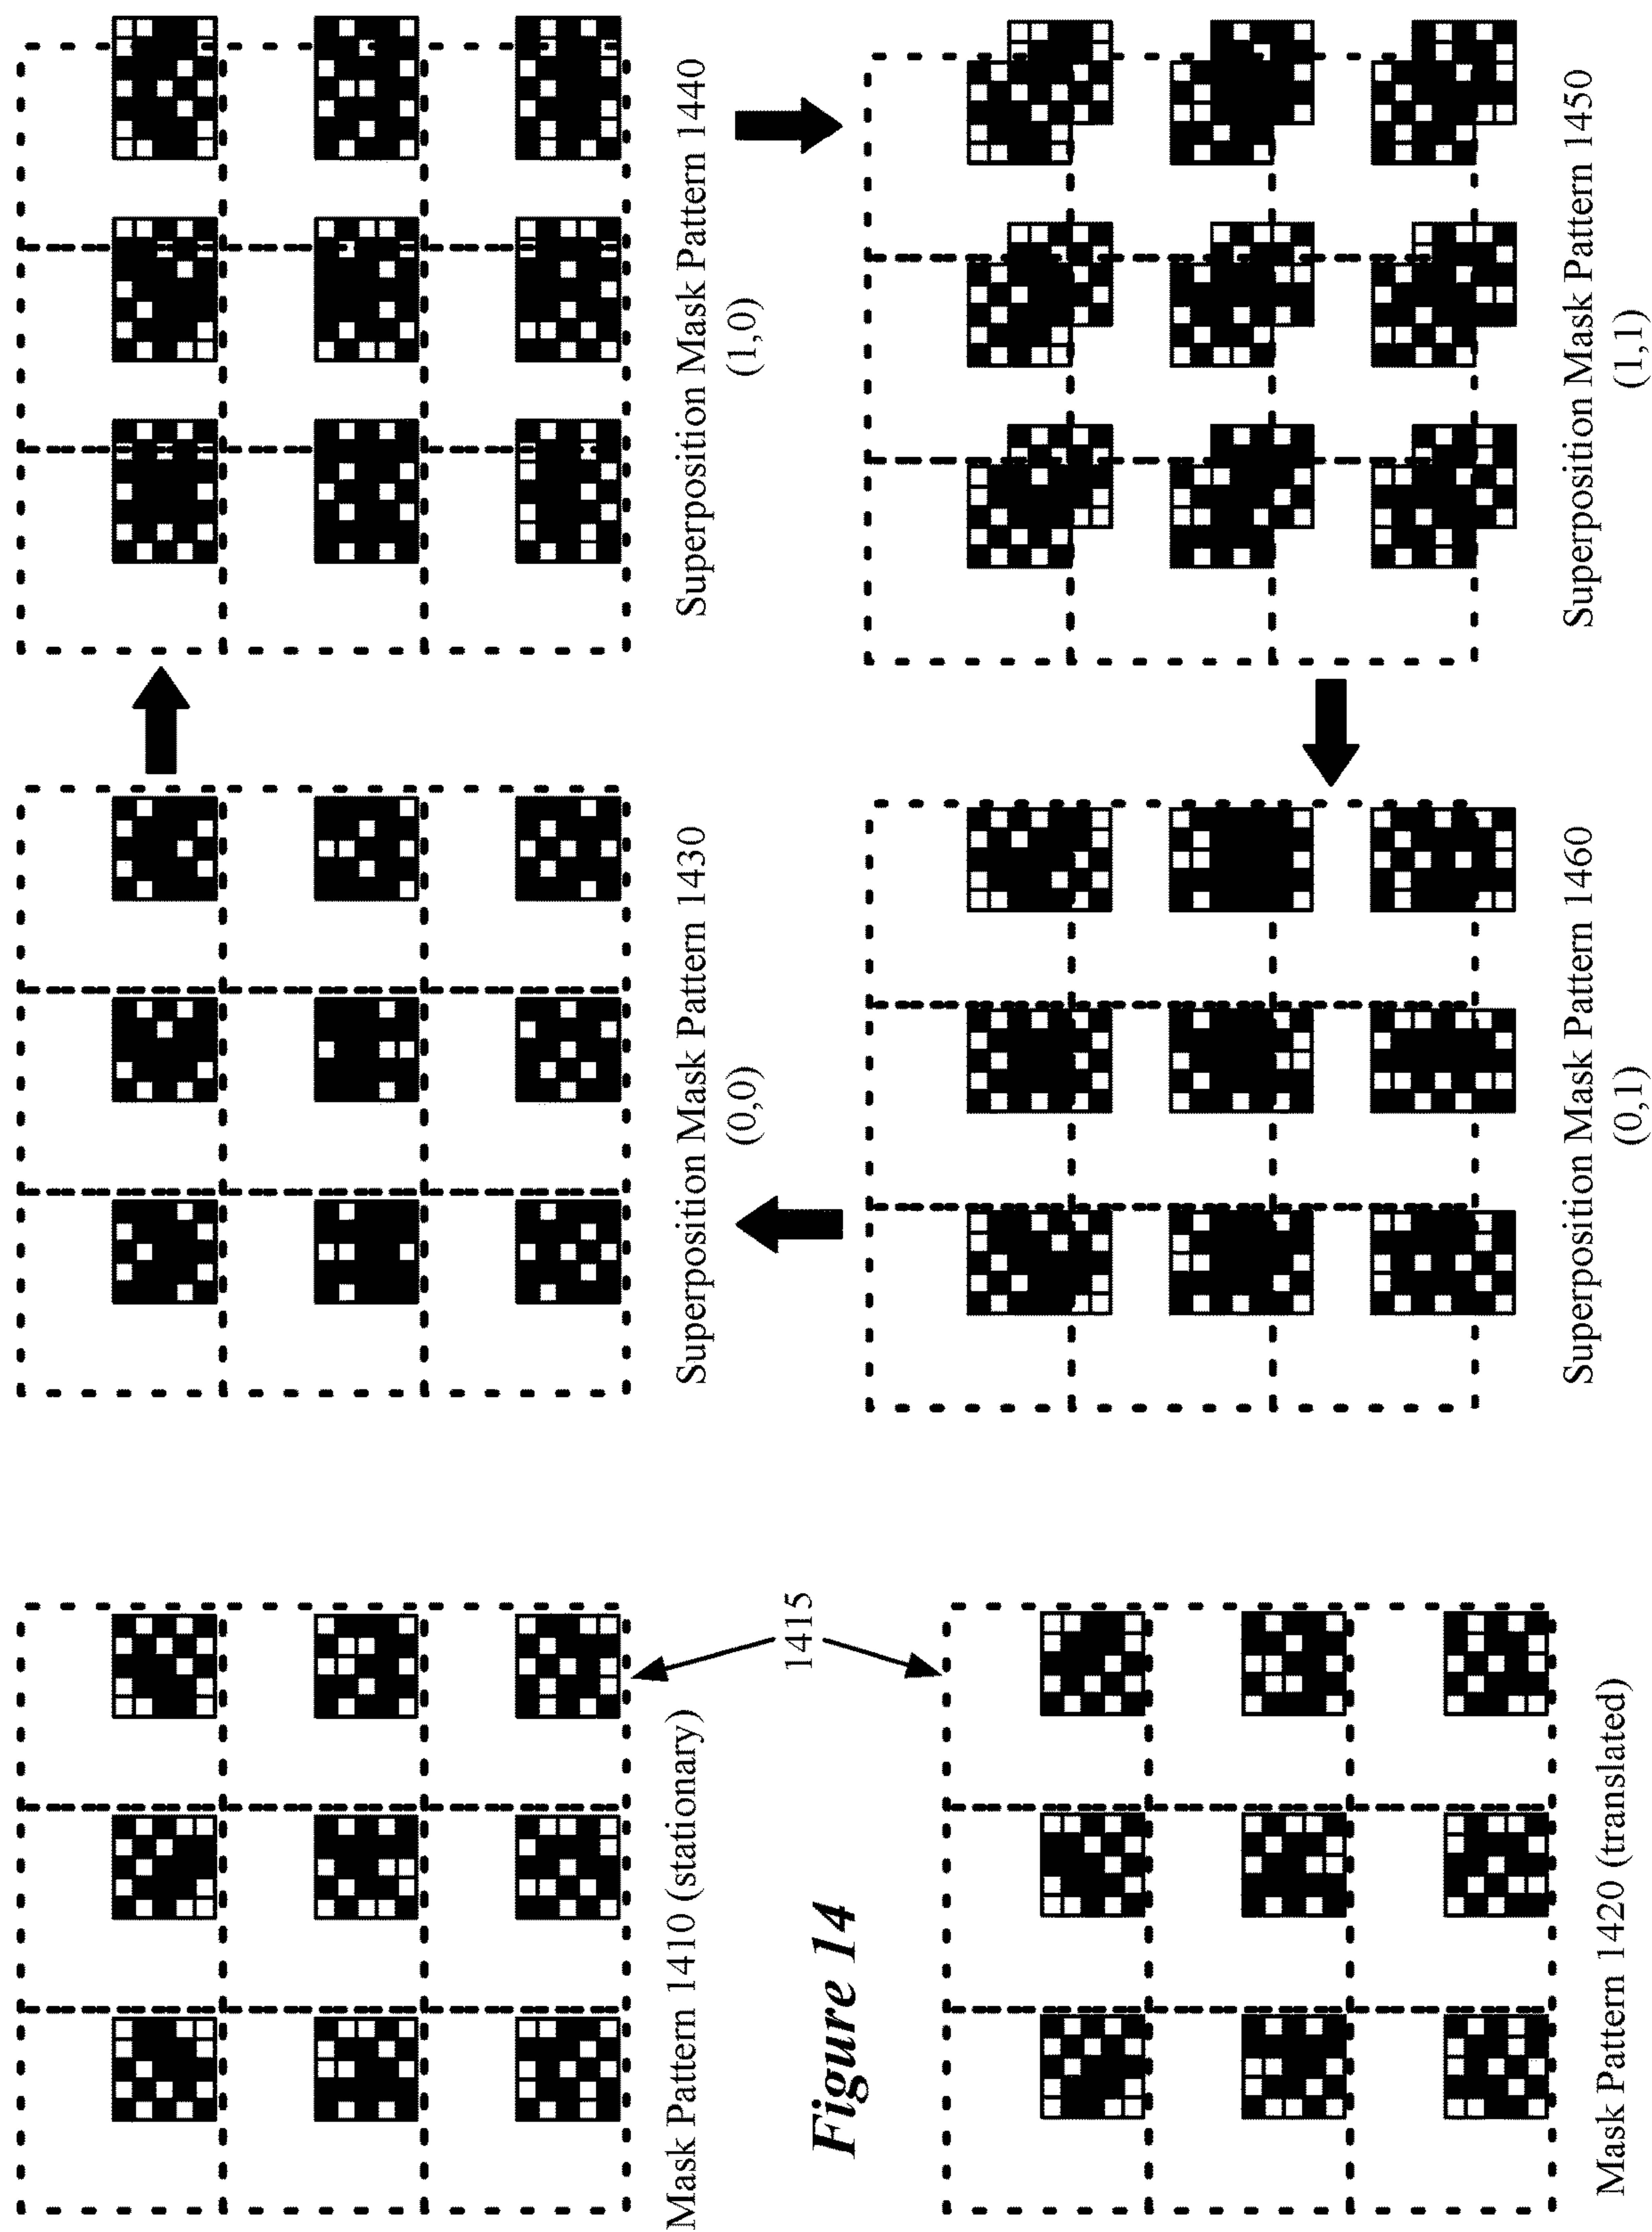 Mask Pattern 1410 (stationary)
1415
Figure 14
Mask Pattern 1420 (translated)
Superposition Mask Pattern 1430
(0,0)
Superposition Mask Pattern 1440
(1,0)
Superposition Mask Pattern 1460
(0,1)
Superposition Mask Pattern 1450
(1,1)